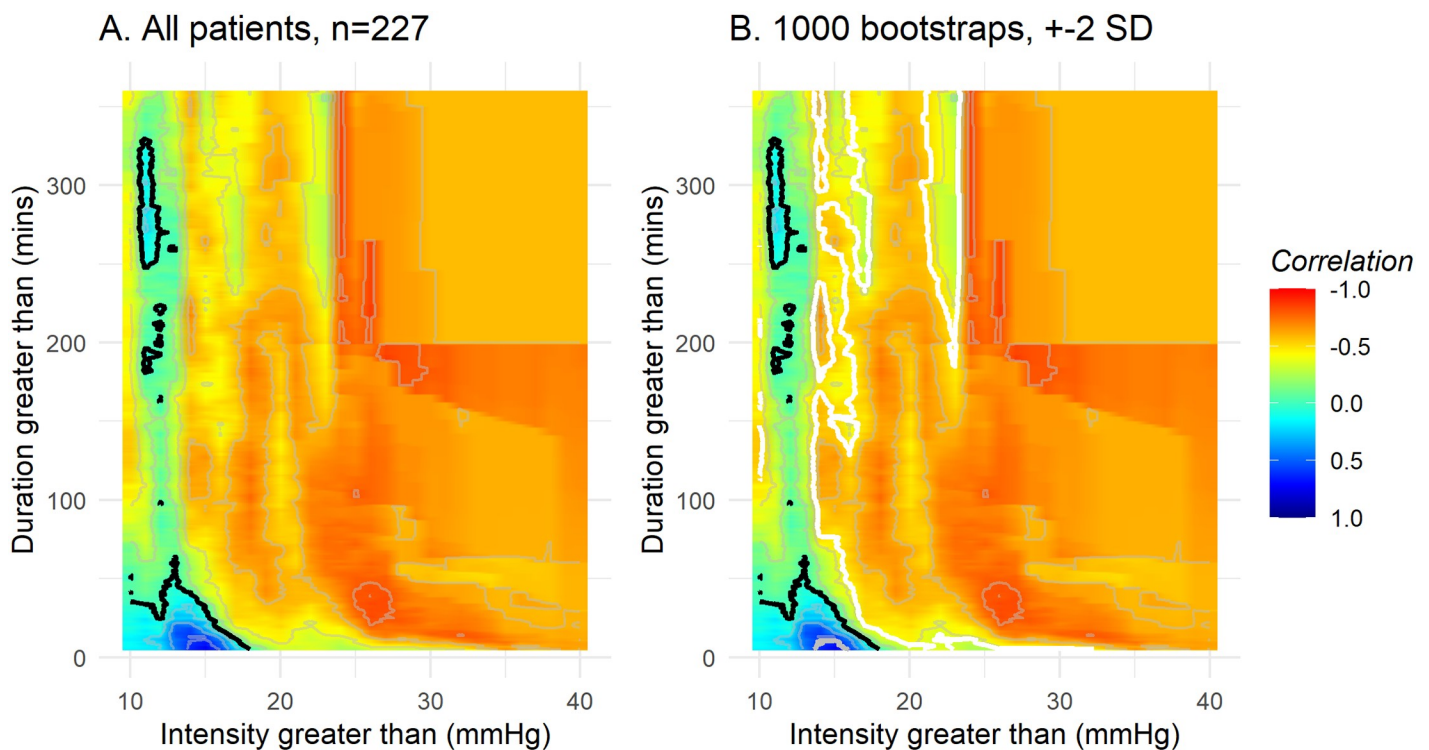 A. All patients, n=227
B. 1000 bootstraps, +-2 SD
Duration greater than (mins)
300
200
100
0
10 20 30 40
Intensity greater than (mmHg)
Duration greater than (mins)
300
200
100
0
10 20 30 40
Intensity greater than (mmHg)
Correlation
-1.0
-0.5
0.0
0.5
1.0